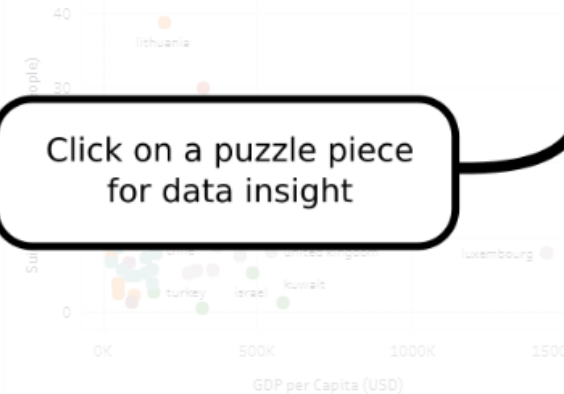 40
lithuania
30
Click on a puzzle piece
for data insight
united kingdom
luxembourg
turkey
israel
kuwait
0
0K
500K
1000K
GDP per Capita (USD)